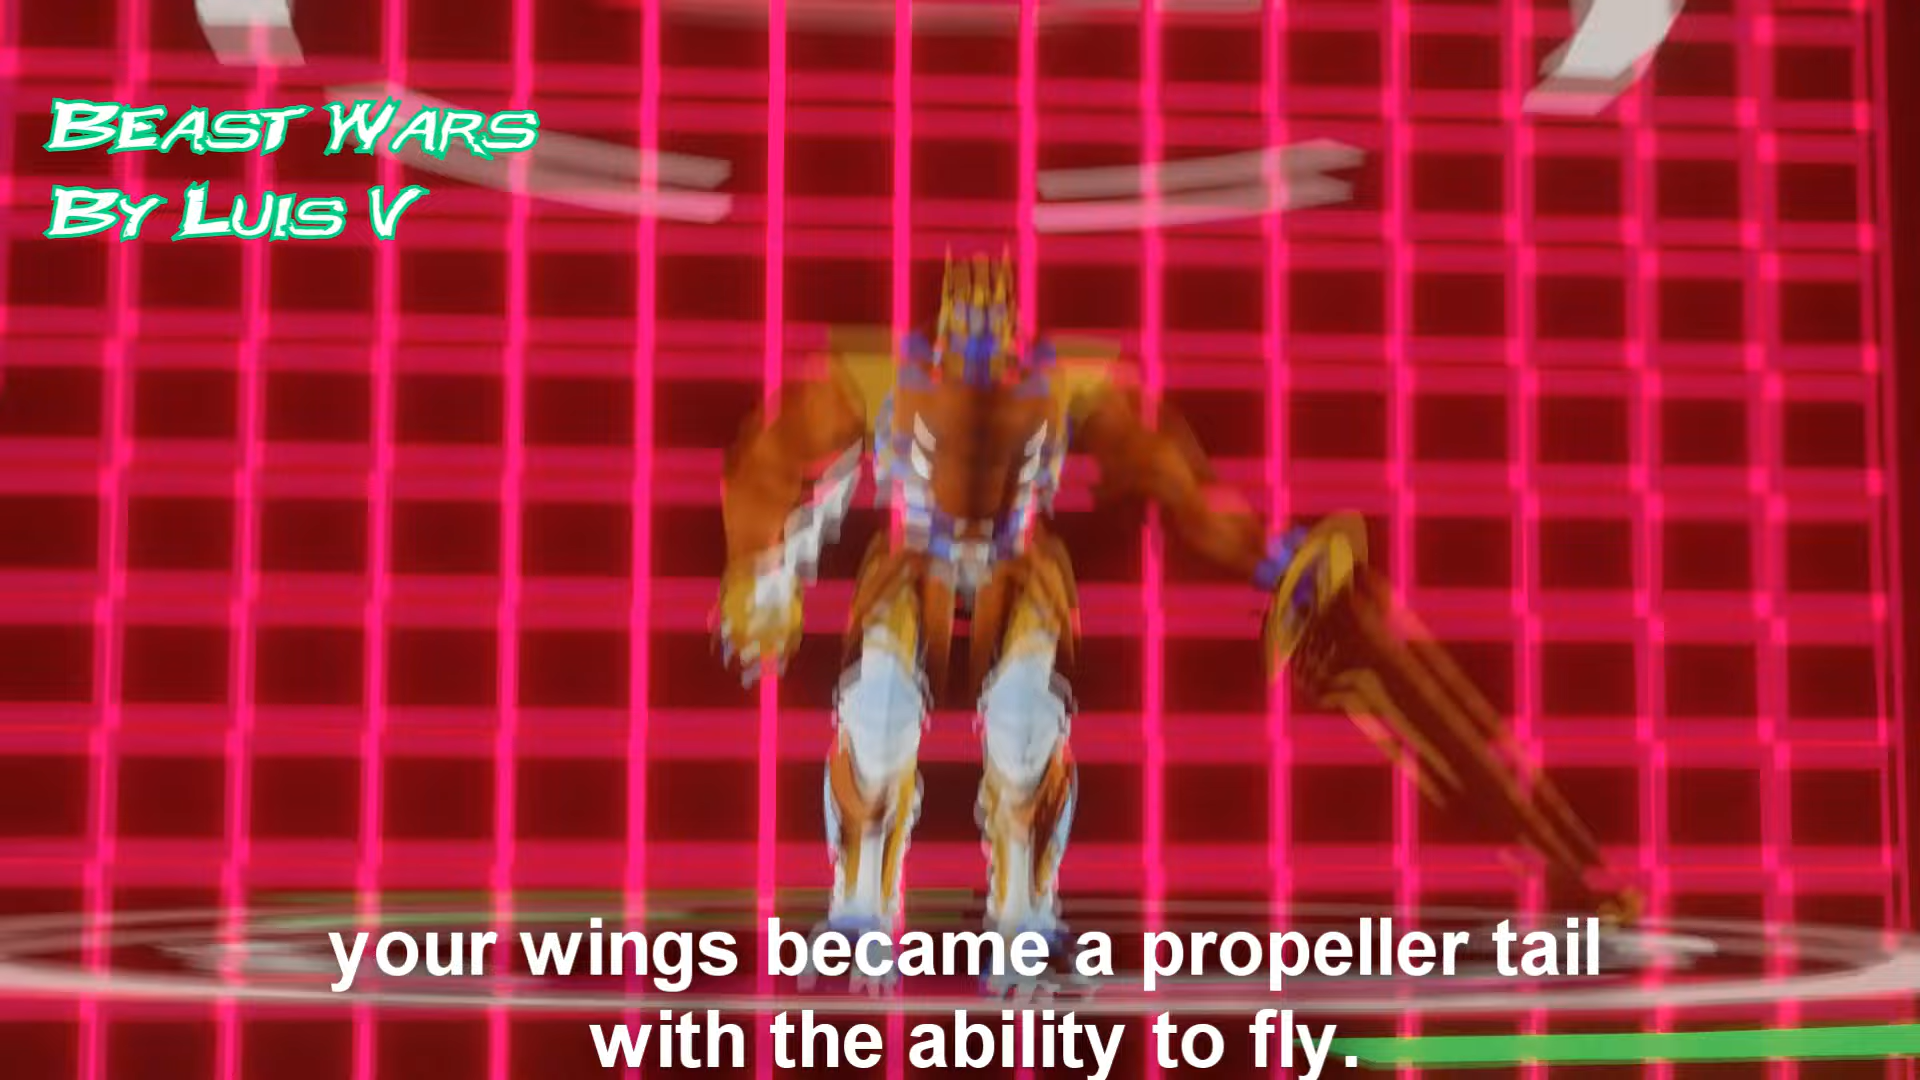 Beast Wars
By Luis V
your wings became a propeller tail
with the ability to fly.